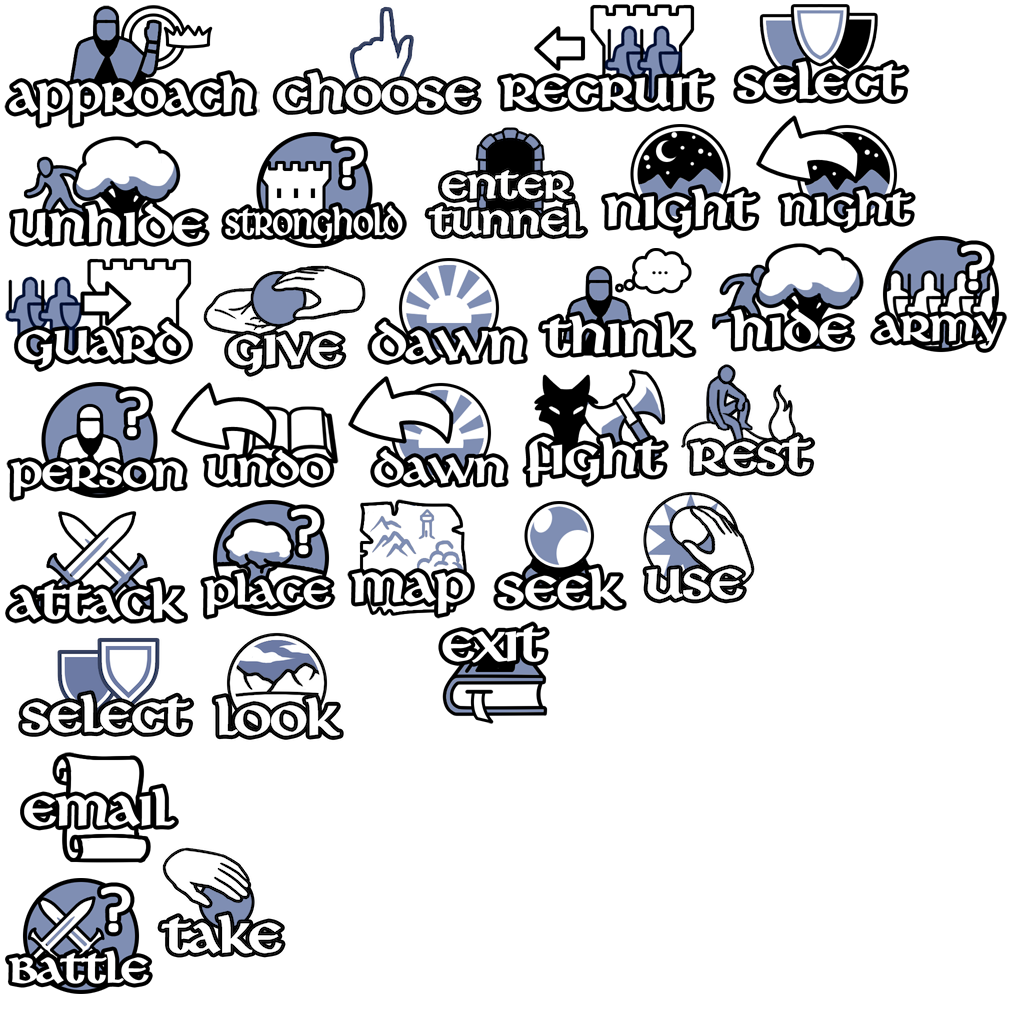 approach choose recruit select
unhide stronghold ? enter
tunnel night night
guard give dawn think ... hide army ?
person ? undo dawn fight rest
attack place ? map seek use
select look exit
email
battle ? take